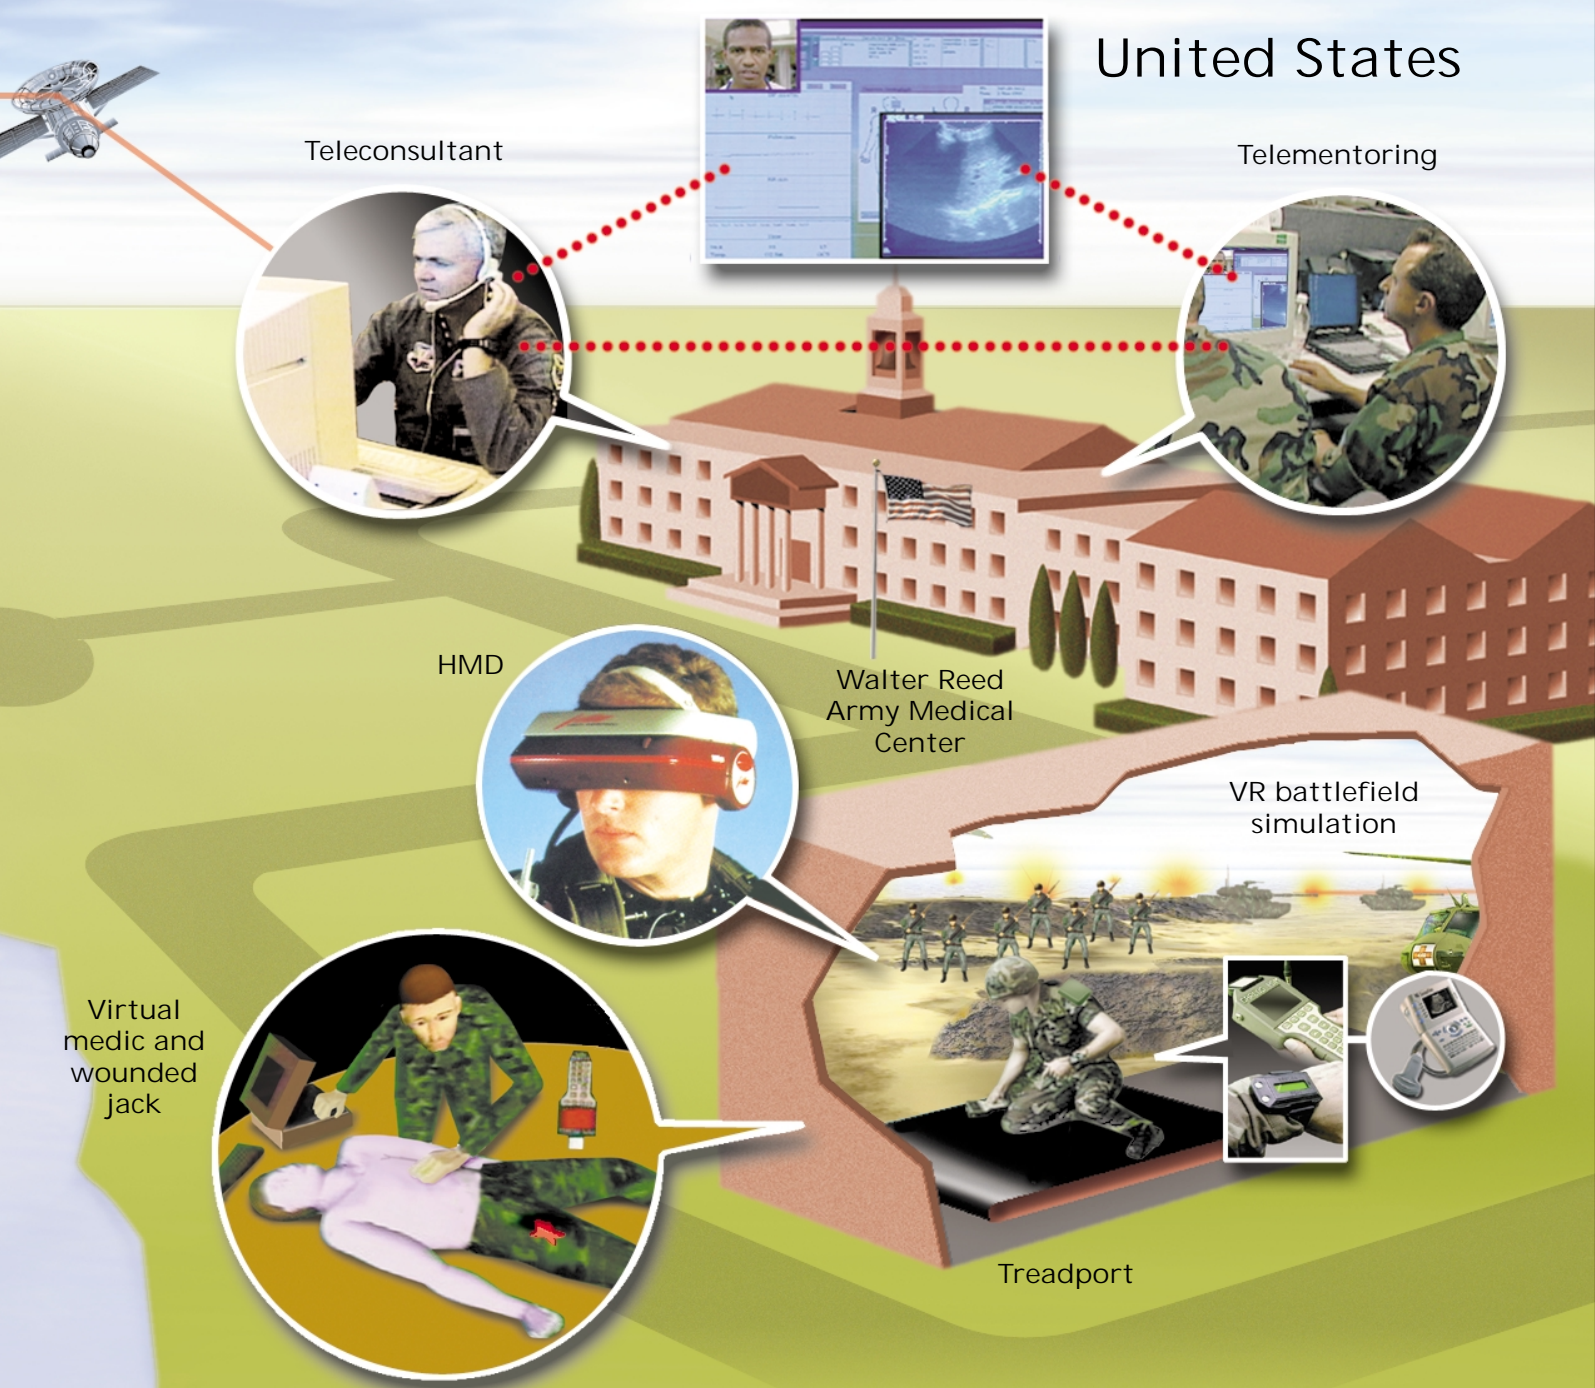 United States
Teleconsultant
Telementoring
HMD
Walter Reed
Army Medical
Center
VR battlefield
simulation
Virtual
medic and
wounded
jack
Treadport